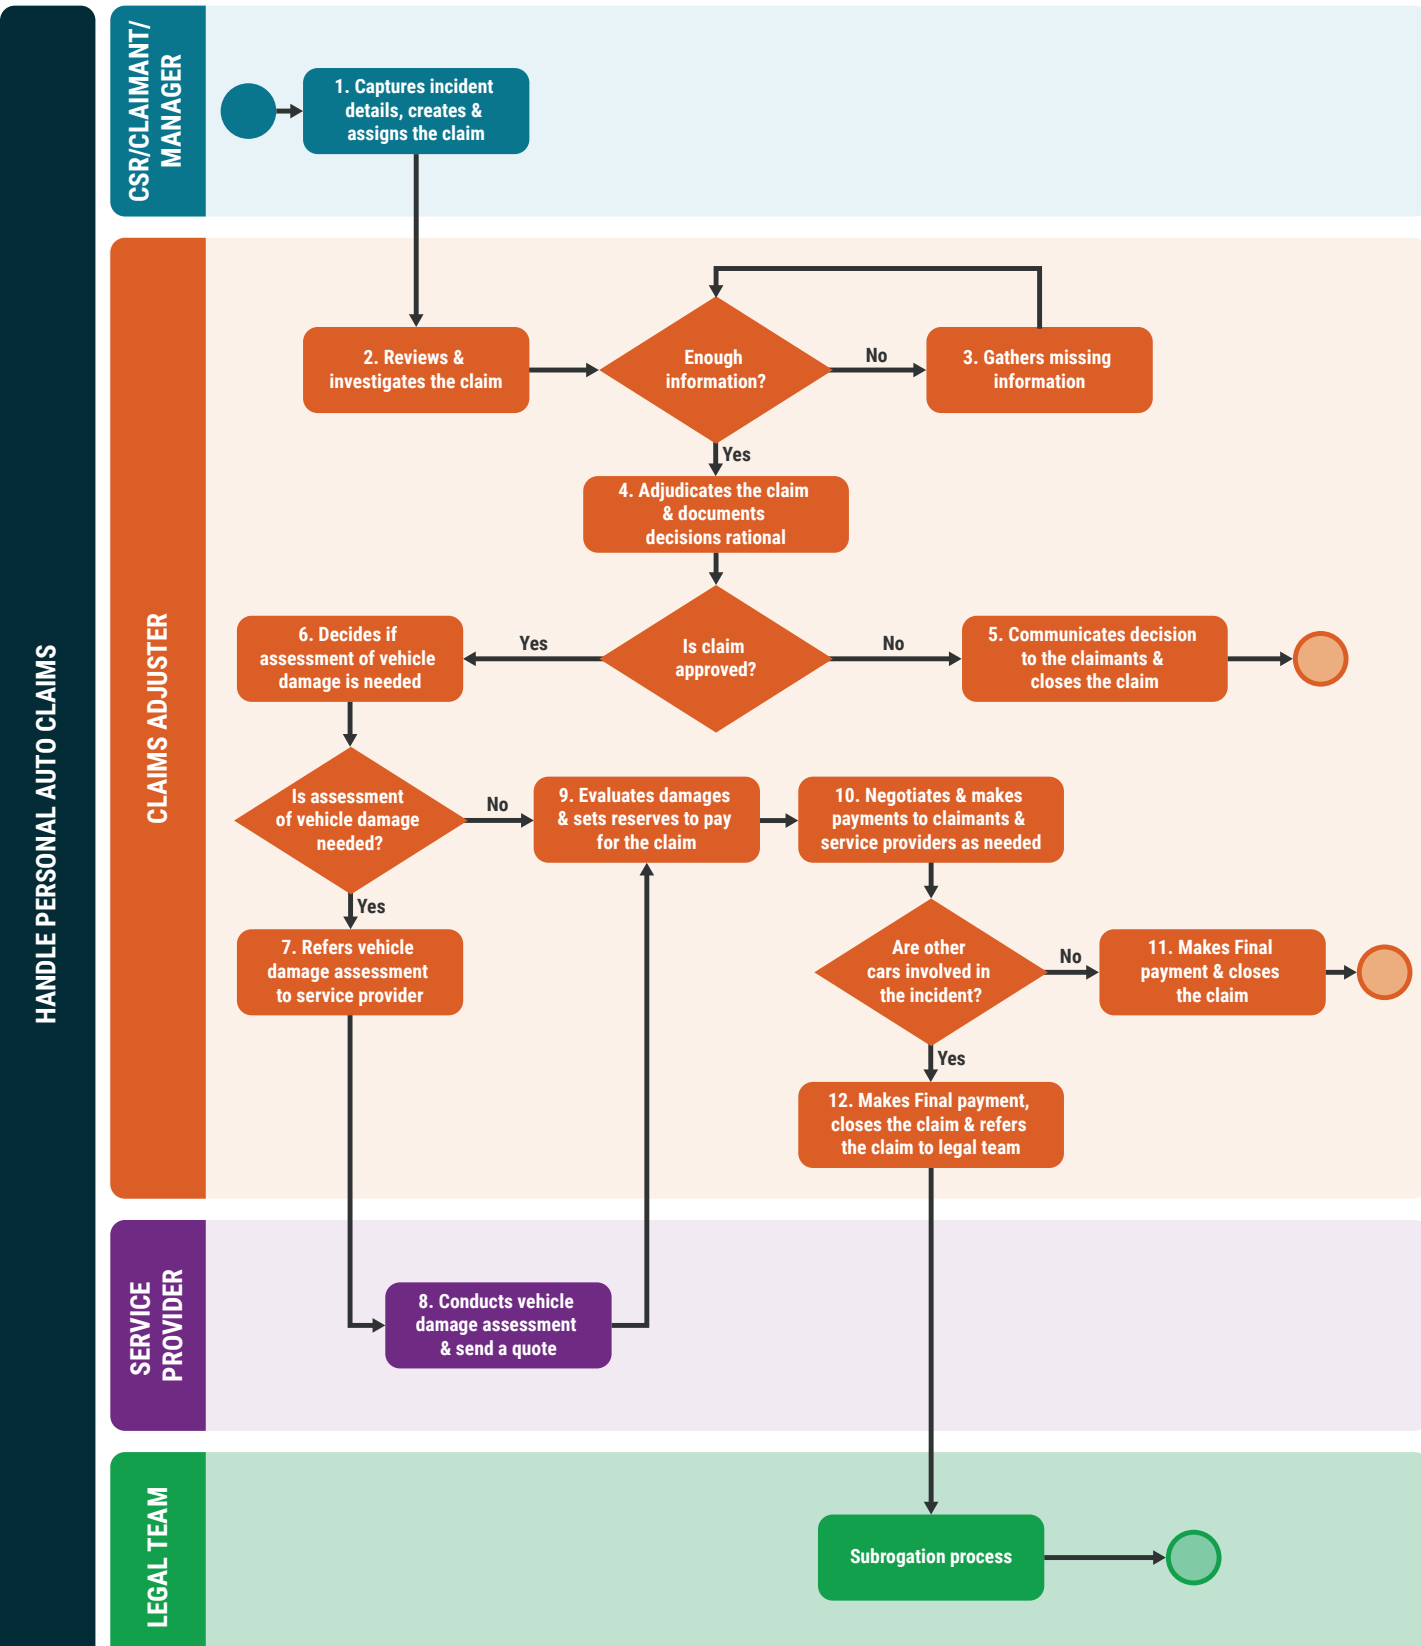 HANDLE PERSONAL AUTO CLAIMS
CSR/CLAIMANT/
MANAGER
1. Captures incident
details, creates &
assigns the claim
CLAIMS ADJUSTER
2. Reviews &
investigates the claim
Enough
information?
No
3. Gathers missing
information
Yes
4. Adjudicates the claim
& documents
decisions rational
Is claim
approved?
No
5. Communicates decision
to the claimants &
closes the claim
Yes
6. Decides if
assessment of vehicle
damage is needed
Is assessment
of vehicle damage
needed?
No
Yes
7. Refers vehicle
damage assessment
to service provider
9. Evaluates damages
& sets reserves to pay
for the claim
10. Negotiates & makes
payments to claimants &
service providers as needed
Are other
cars involved in
the incident?
No
11. Makes Final
payment & closes
the claim
Yes
12. Makes Final payment,
closes the claim & refers
the claim to legal team
SERVICE
PROVIDER
8. Conducts vehicle
damage assessment
& send a quote
LEGAL TEAM
Subrogation process